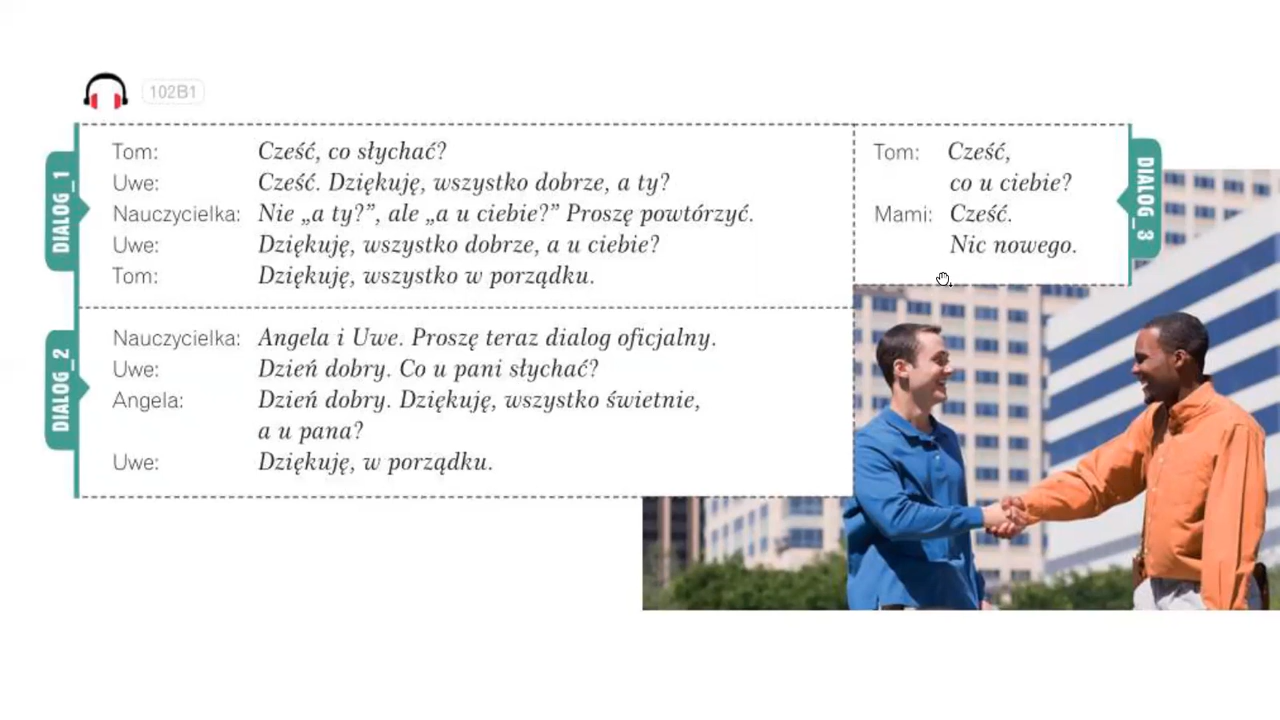 102B1
DIALOG_1
Tom: Cześć, co słychać?
Uwe: Cześć. Dziękuję, wszystko dobrze, a ty?
Nauczycielka: Nie „a ty?”, ale „a u ciebie?” Proszę powtórzyć.
Uwe: Dziękuję, wszystko dobrze, a u ciebie?
Tom: Dziękuję, wszystko w porządku.
DIALOG_2
Nauczycielka: Angela i Uwe. Proszę teraz dialog oficjalny.
Uwe: Dzień dobry. Co u pani słychać?
Angela: Dzień dobry. Dziękuję, wszystko świetnie,
a u pana?
Uwe: Dziękuję, w porządku.
DIALOG_3
Tom: Cześć,
co u ciebie?
Mami: Cześć.
Nic nowego.